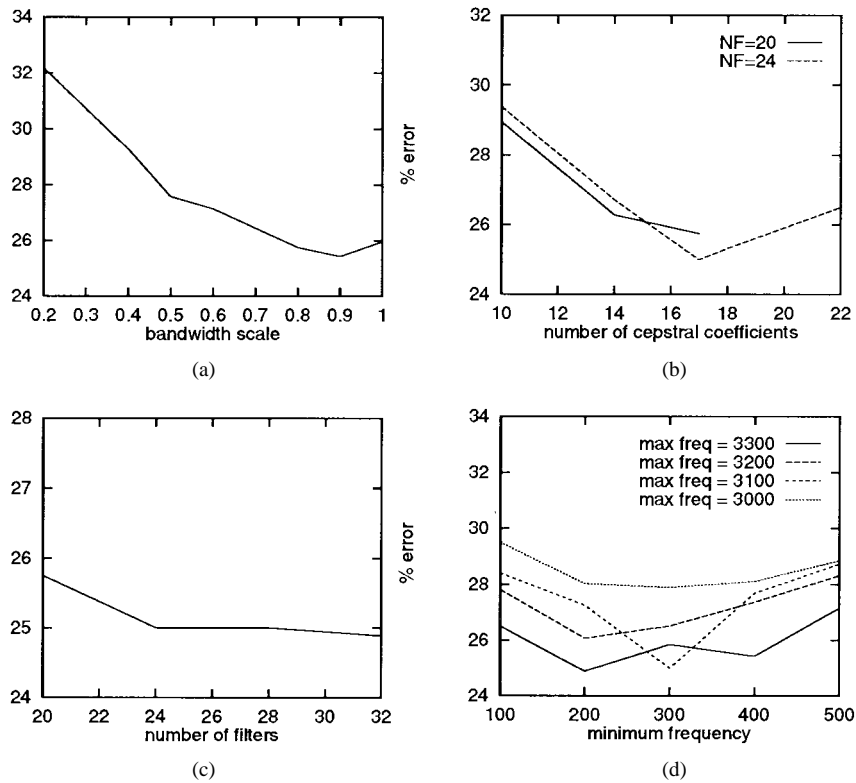 34
32
30
28
26
24
0.2 0.3 0.4 0.5 0.6 0.7 0.8 0.9 1
bandwidth scale
(a)
% error
32
30
28
26
24
NF=20
NF=24
10 12 14 16 18 20 22
number of cepstral coefficients
(b)
28
27
26
25
24
20 22 24 26 28 30 32
number of filters
(c)
% error
34
32
30
28
26
24
max freq = 3300
max freq = 3200
max freq = 3100
max freq = 3000
100 200 300 400 500
minimum frequency
(d)